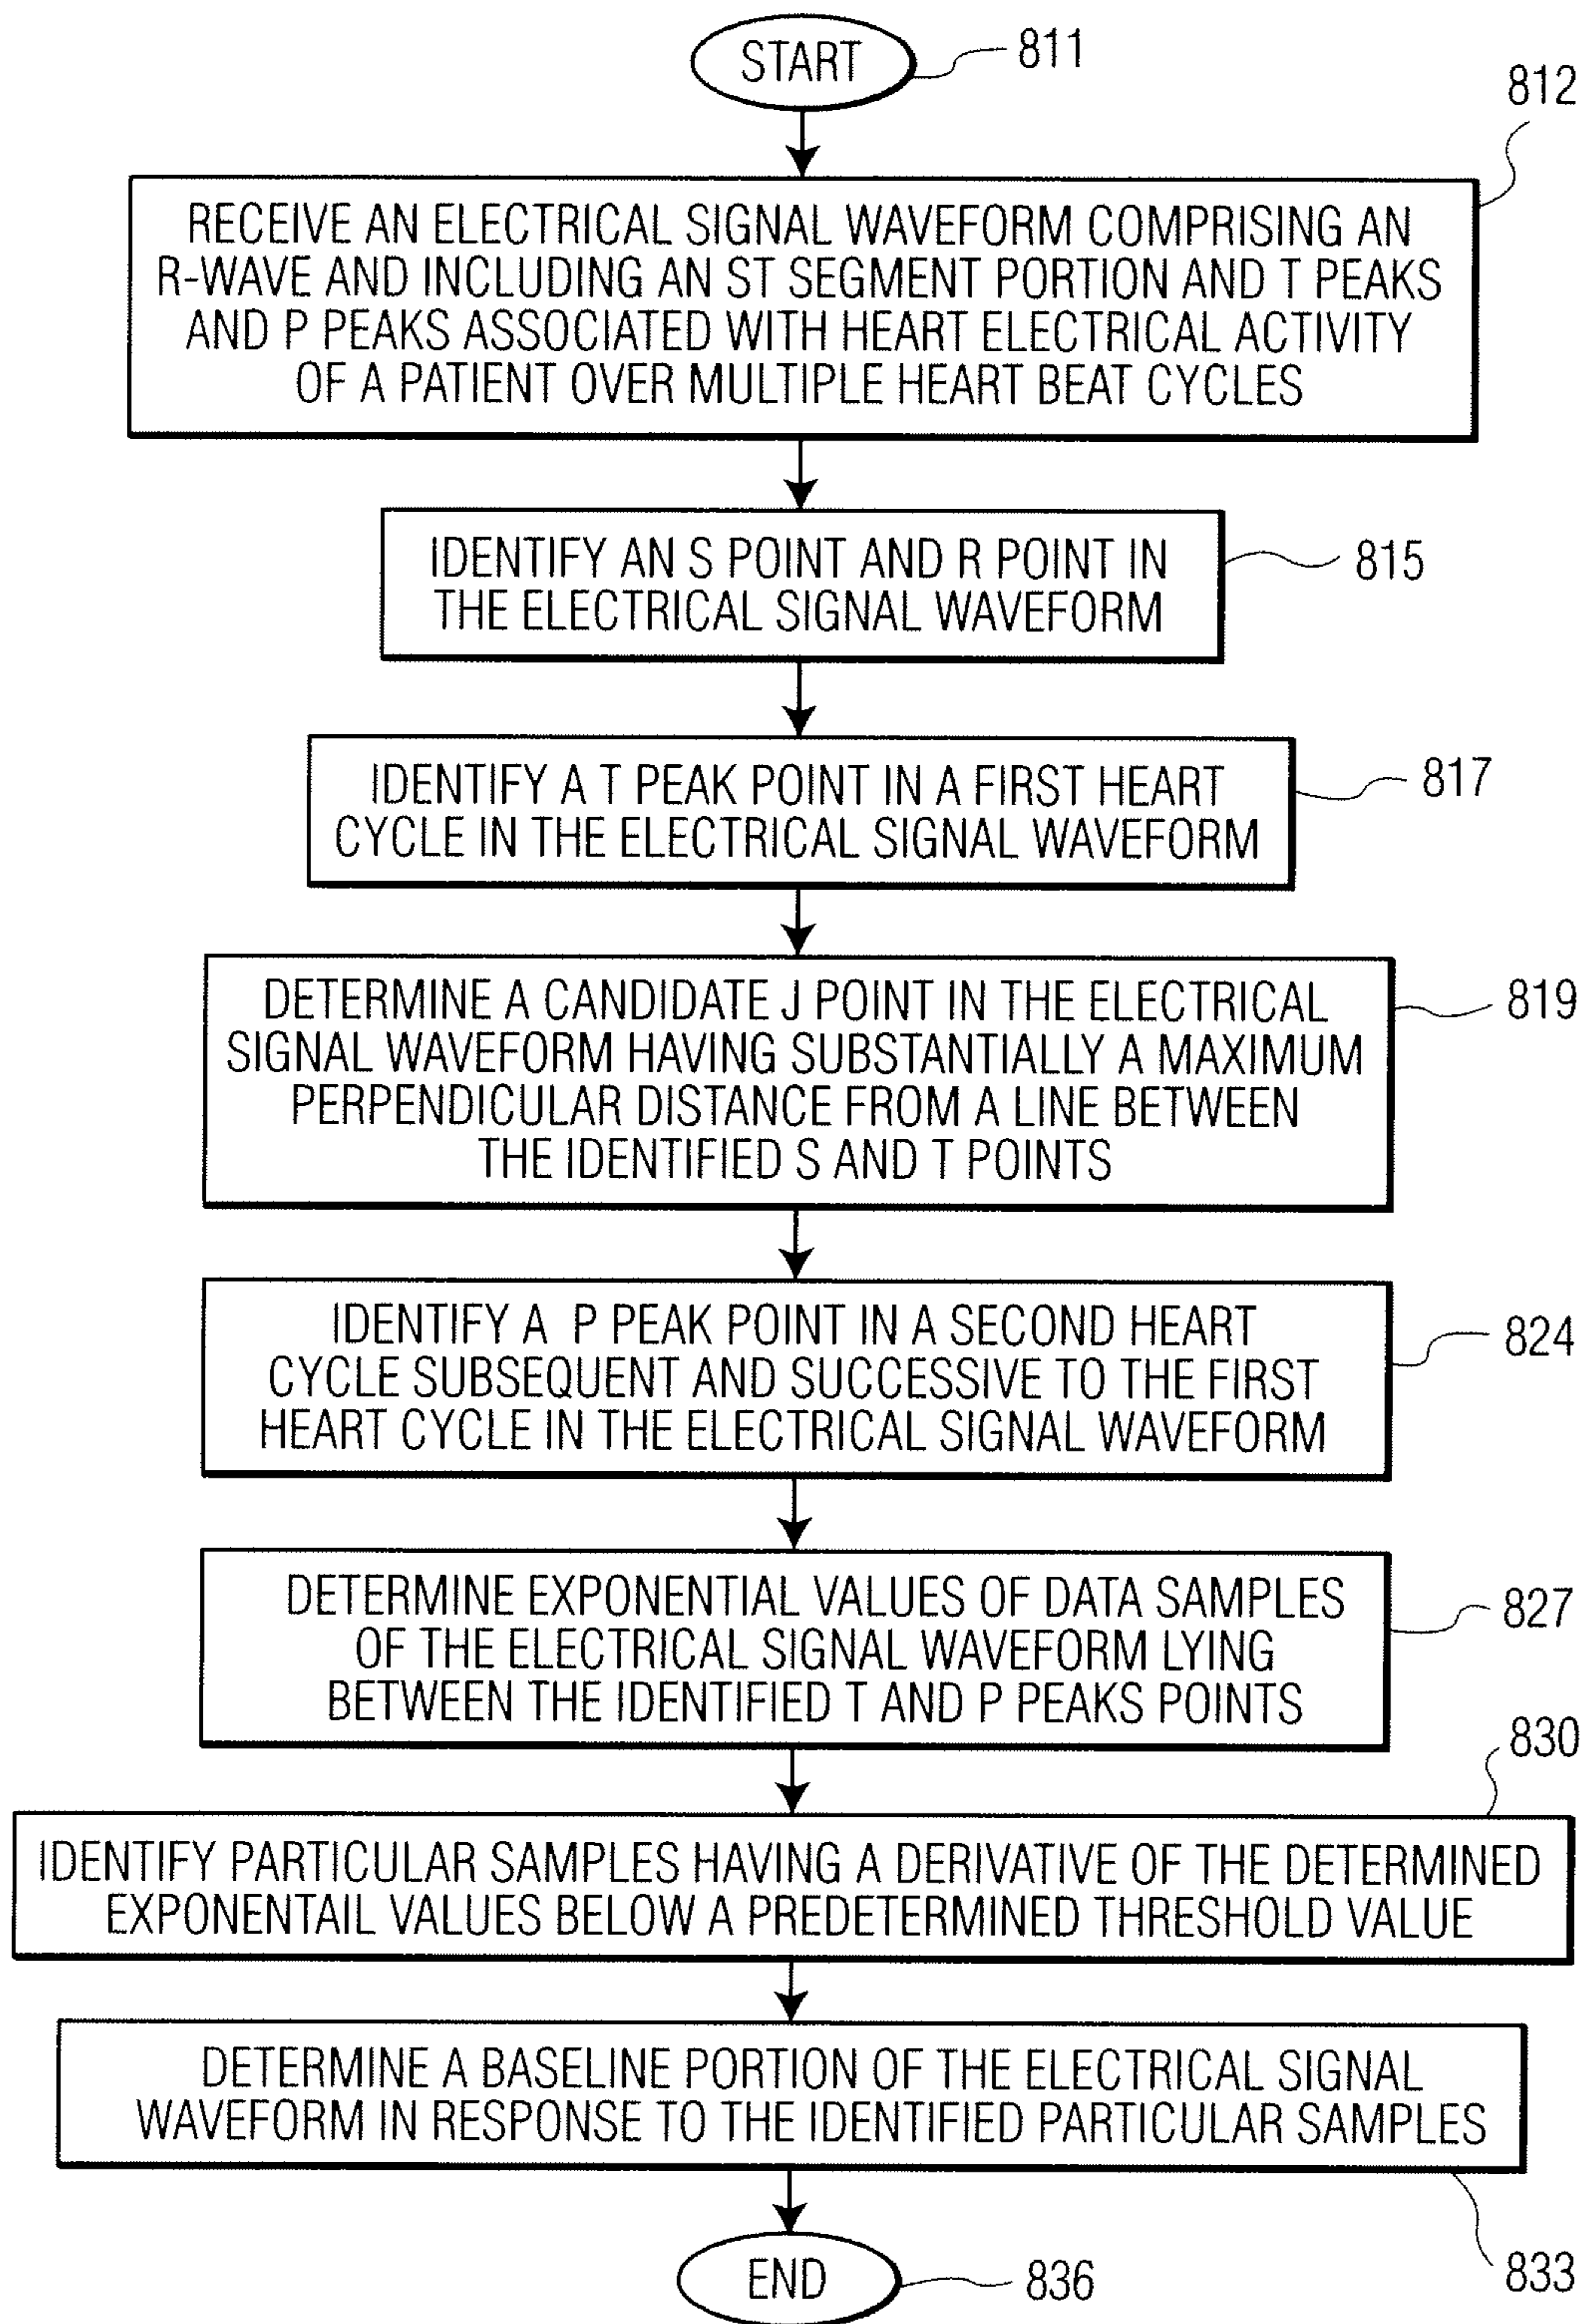 START
811
812
RECEIVE AN ELECTRICAL SIGNAL WAVEFORM COMPRISING AN
R-WAVE AND INCLUDING AN ST SEGMENT PORTION AND T PEAKS
AND P PEAKS ASSOCIATED WITH HEART ELECTRICAL ACTIVITY
OF A PATIENT OVER MULTIPLE HEART BEAT CYCLES
IDENTIFY AN S POINT AND R POINT IN
THE ELECTRICAL SIGNAL WAVEFORM
815
IDENTIFY A T PEAK POINT IN A FIRST HEART
CYCLE IN THE ELECTRICAL SIGNAL WAVEFORM
817
DETERMINE A CANDIDATE J POINT IN THE ELECTRICAL
SIGNAL WAVEFORM HAVING SUBSTANTIALLY A MAXIMUM
PERPENDICULAR DISTANCE FROM A LINE BETWEEN
THE IDENTIFIED S AND T POINTS
819
IDENTIFY A P PEAK POINT IN A SECOND HEART
CYCLE SUBSEQUENT AND SUCCESSIVE TO THE FIRST
HEART CYCLE IN THE ELECTRICAL SIGNAL WAVEFORM
824
DETERMINE EXPONENTIAL VALUES OF DATA SAMPLES
OF THE ELECTRICAL SIGNAL WAVEFORM LYING
BETWEEN THE IDENTIFIED T AND P PEAKS POINTS
827
830
IDENTIFY PARTICULAR SAMPLES HAVING A DERIVATIVE OF THE DETERMINED
EXPONENTAIL VALUES BELOW A PREDETERMINED THRESHOLD VALUE
DETERMINE A BASELINE PORTION OF THE ELECTRICAL SIGNAL
WAVEFORM IN RESPONSE TO THE IDENTIFIED PARTICULAR SAMPLES
833
END
836